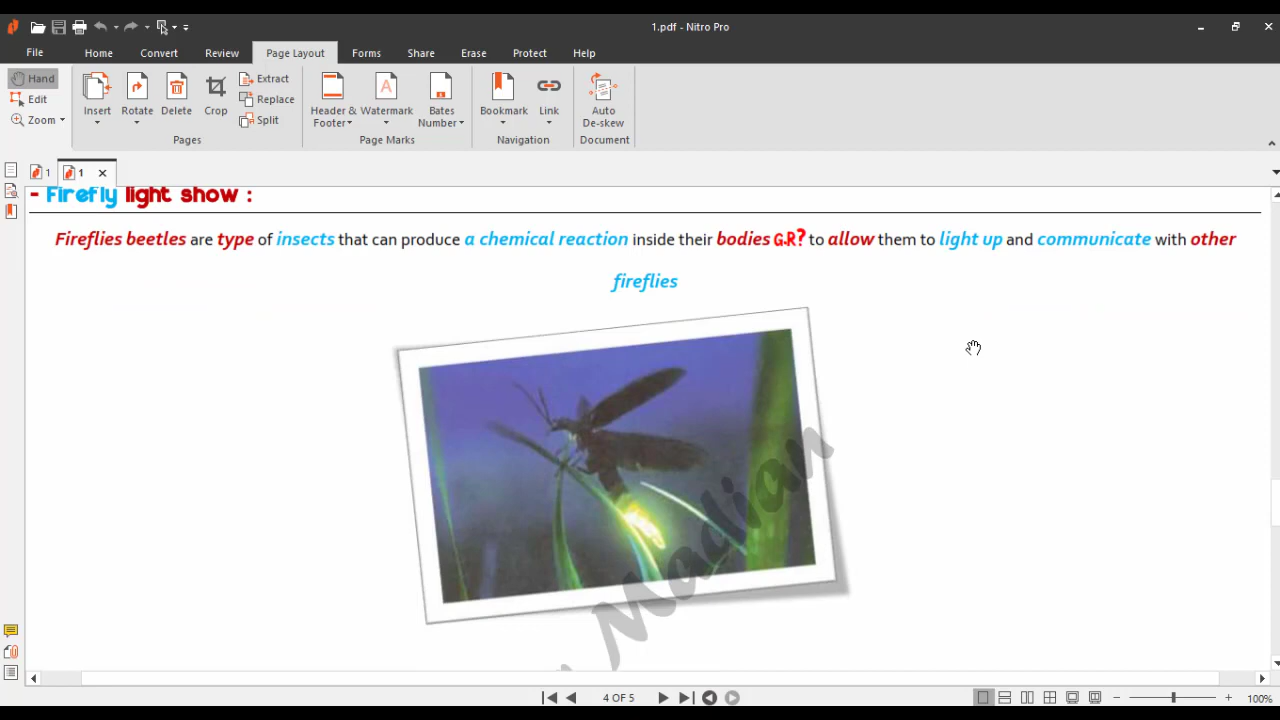 1.pdf - Nitro Pro
File Home Convert Review Page Layout Forms Share Erase Protect Help
Hand
Edit
Zoom
Insert Rotate Delete Crop
Extract
Replace
Split
Pages
Header & Footer
Watermark
Bates Number
Page Marks
Bookmark
Link
Navigation
Auto De-skew
Document
1
1
- Firefly light show :
Fireflies beetles are type of insects that can produce a chemical reaction inside their bodies G.R? to allow them to light up and communicate with other
fireflies
Madian
4 OF 5
100%